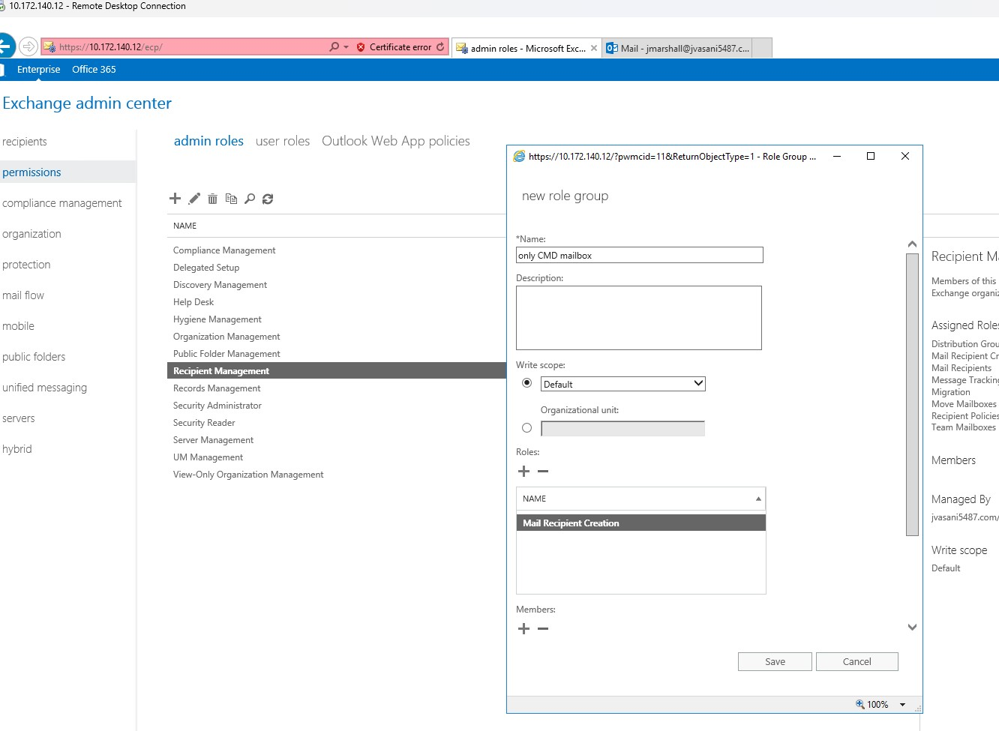 10.172.140.12 - Remote Desktop Connection
https://10.172.140.12/ecp/
Certificate error
admin roles - Microsoft Exc...
Mail - jmarshall@jvasani5487.c...
Enterprise
Office 365
Exchange admin center
recipients
permissions
compliance management
organization
protection
mail flow
mobile
public folders
unified messaging
servers
hybrid
admin roles
user roles
Outlook Web App policies
NAME
Compliance Management
Delegated Setup
Discovery Management
Help Desk
Hygiene Management
Organization Management
Public Folder Management
Recipient Management
Records Management
Security Administrator
Security Reader
Server Management
UM Management
View-Only Organization Management
https://10.172.140.12/?pwmcid=11&ReturnObjectType=1 - Role Group ...
new role group
*Name:
only CMD mailbox
Description:
Write scope:
Default
Organizational unit:
Roles:
NAME
Mail Recipient Creation
Members:
Save
Cancel
100%
Recipient Ma
Members of this
Exchange organiz
Assigned Roles
Distribution Grou
Mail Recipient Cr
Mail Recipients
Message Tracking
Migration
Move Mailboxes
Recipient Policies
Team Mailboxes
Members
Managed By
jvasani5487.com/
Write scope
Default